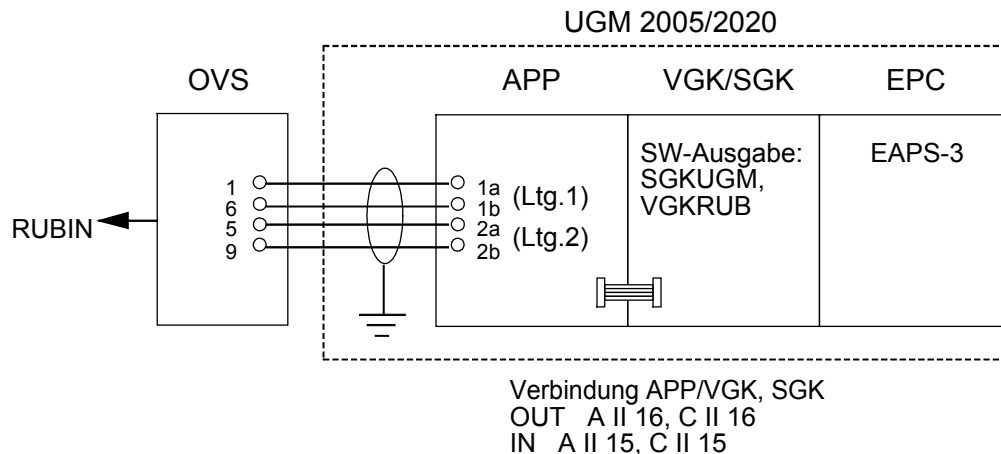 UGM 2005/2020
OVS
APP
VGK/SGK
EPC
SW-Ausgabe:
SGKUGM,
VGKRUB
EAPS-3
1
6
5
9
1a
1b
2a
2b
(Ltg.1)
(Ltg.2)
RUBIN
Verbindung APP/VGK, SGK
OUT A II 16, C II 16
IN A II 15, C II 15